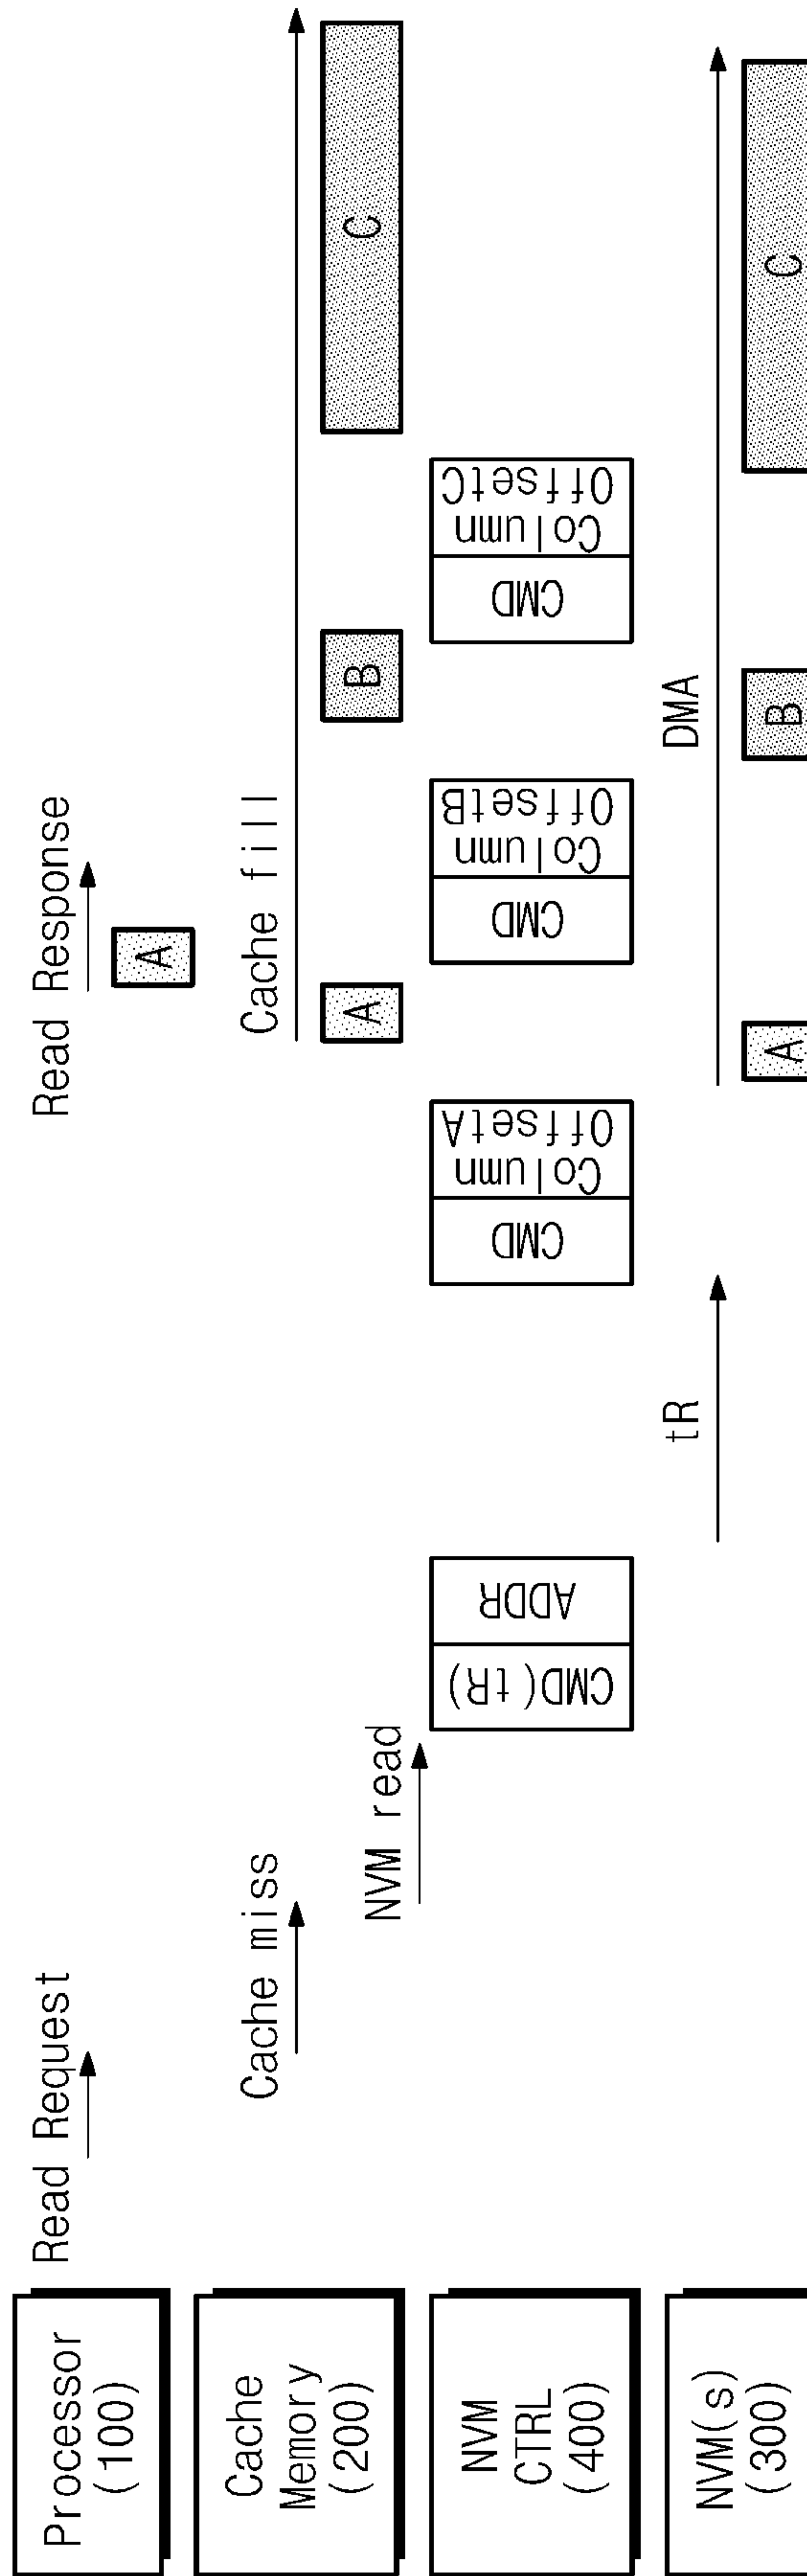 Processor
(100)
Read Request
Read Response
A
Cache
Memory
(200)
Cache miss
Cache fill
A
B
C
NVM
CTRL
(400)
NVM read
CMD(tR)
ADDR
CMD
Column
OffsetA
CMD
Column
OffsetB
CMD
Column
OffsetC
NVM(s)
(300)
tR
DMA
A
B
C